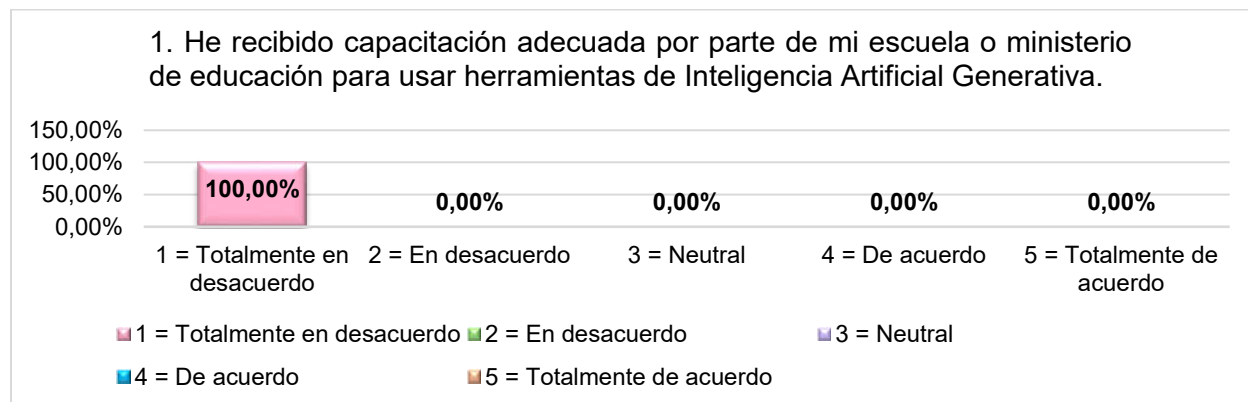 1. He recibido capacitación adecuada por parte de mi escuela o ministerio
de educación para usar herramientas de Inteligencia Artificial Generativa.
150,00%
100,00%
50,00%
0,00%
100,00%
0,00%
0,00%
0,00%
0,00%
1 = Totalmente en
desacuerdo
2 = En desacuerdo
3 = Neutral
4 = De acuerdo
5 = Totalmente de
acuerdo
1 = Totalmente en desacuerdo
2 = En desacuerdo
3 = Neutral
4 = De acuerdo
5 = Totalmente de acuerdo